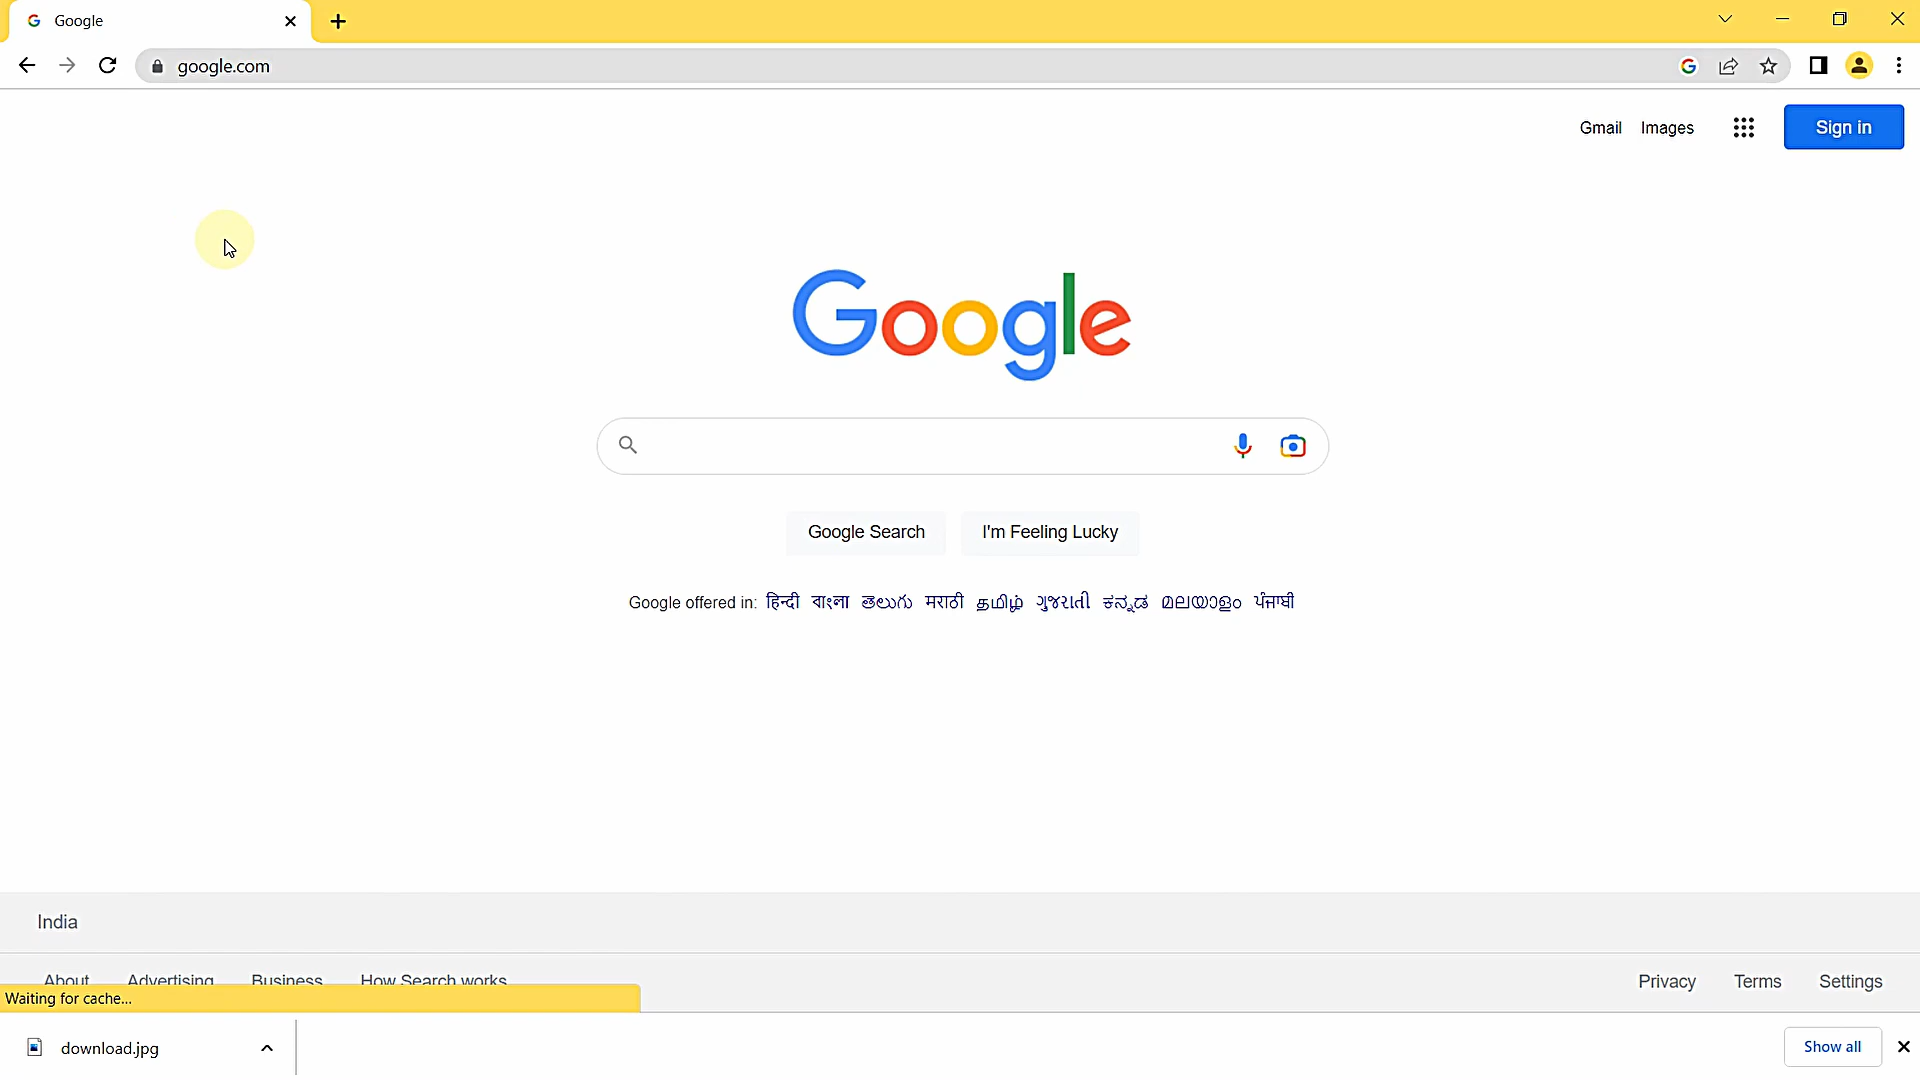 Google
google.com
Gmail Images Sign in
Google
Google Search I'm Feeling Lucky
Google offered in: हिन्दी বাংলা తెలుగు मराठी தமிழ் ગુજરાતી ಕನ್ನಡ മലയാളം ਪੰਜਾਬੀ
India
About Advertising Business How Search works Privacy Terms Settings
Waiting for cache...
download.jpg Show all